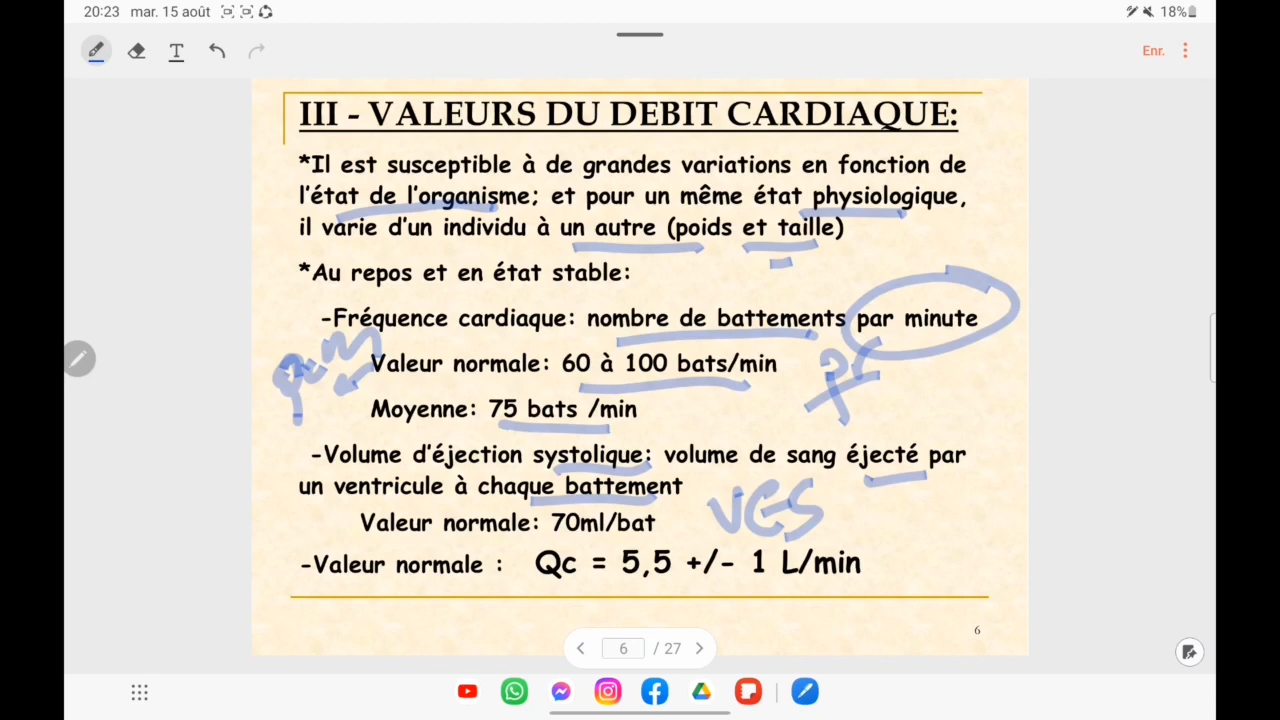 20:23 mar. 15 août
18%
T
Enr.
III - VALEURS DU DEBIT CARDIAQUE:
*Il est susceptible à de grandes variations en fonction de
l'état de l'organisme; et pour un même état physiologique,
il varie d'un individu à un autre (poids et taille)
*Au repos et en état stable:
-Fréquence cardiaque: nombre de battements par minute
Valeur normale: 60 à 100 bats/min
Moyenne: 75 bats /min
-Volume d'éjection systolique: volume de sang éjecté par
un ventricule à chaque battement
VES
Valeur normale: 70ml/bat
-Valeur normale : Qc = 5,5 +/- 1 L/min
6
6 / 27